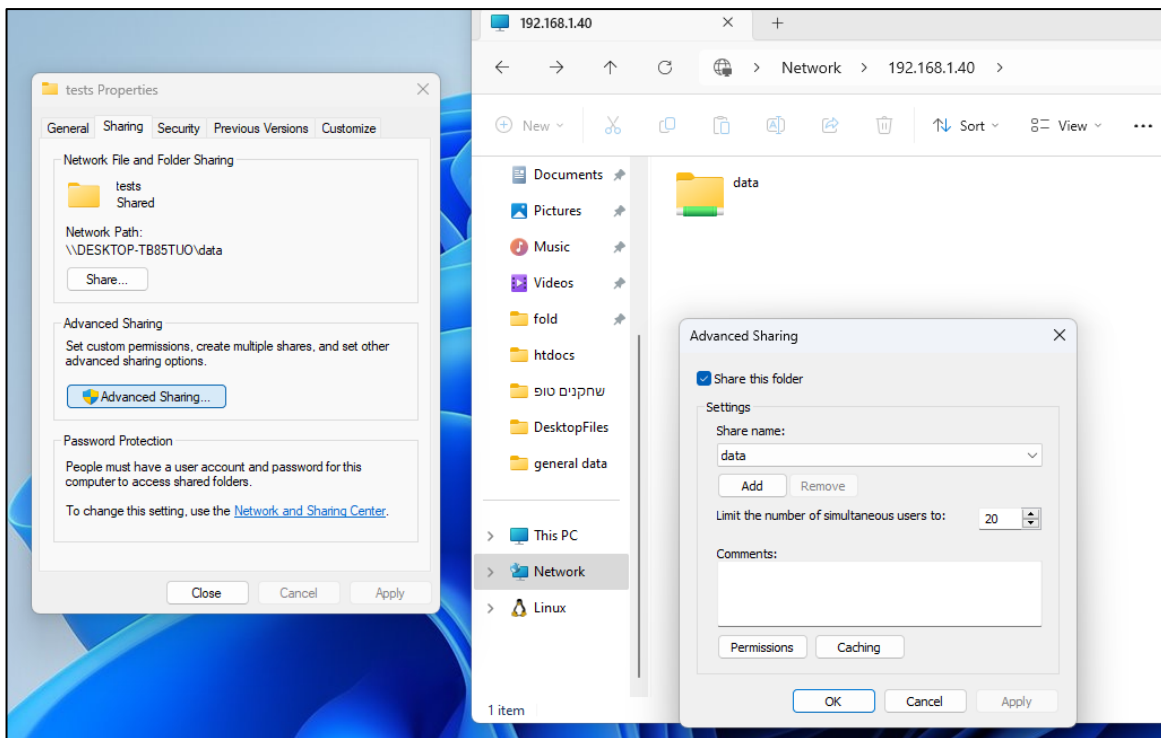 tests Properties
General Sharing Security Previous Versions Customize
Network File and Folder Sharing
tests
Shared
Network Path:
\\DESKTOP-TB85TUO\data
Share...
Advanced Sharing
Set custom permissions, create multiple shares, and set other
advanced sharing options.
Advanced Sharing...
Password Protection
People must have a user account and password for this
computer to access shared folders.
To change this setting, use the Network and Sharing Center.
Close Cancel Apply
192.168.1.40
Network > 192.168.1.40 >
New Sort View
Documents
Pictures
Music
Videos
fold
htdocs
שחקנים טופ
DesktopFiles
general data
This PC
Network
Linux
1 item
data
Advanced Sharing
Share this folder
Settings
Share name:
data
Add Remove
Limit the number of simultaneous users to: 20
Comments:
Permissions Caching
OK Cancel Apply